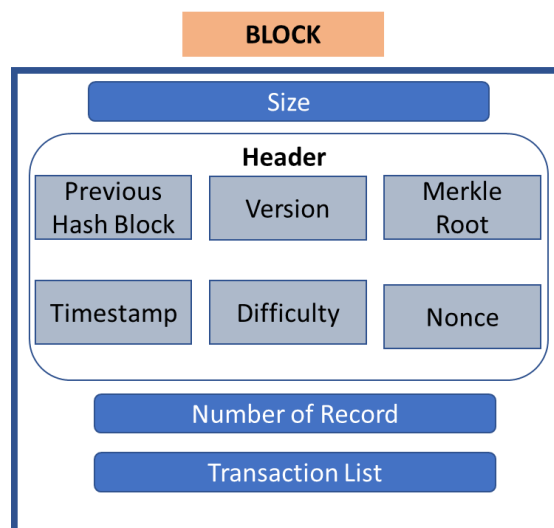 BLOCK
Size
Header
Previous
Hash Block
Version
Merkle
Root
Timestamp
Difficulty
Nonce
Number of Record
Transaction List